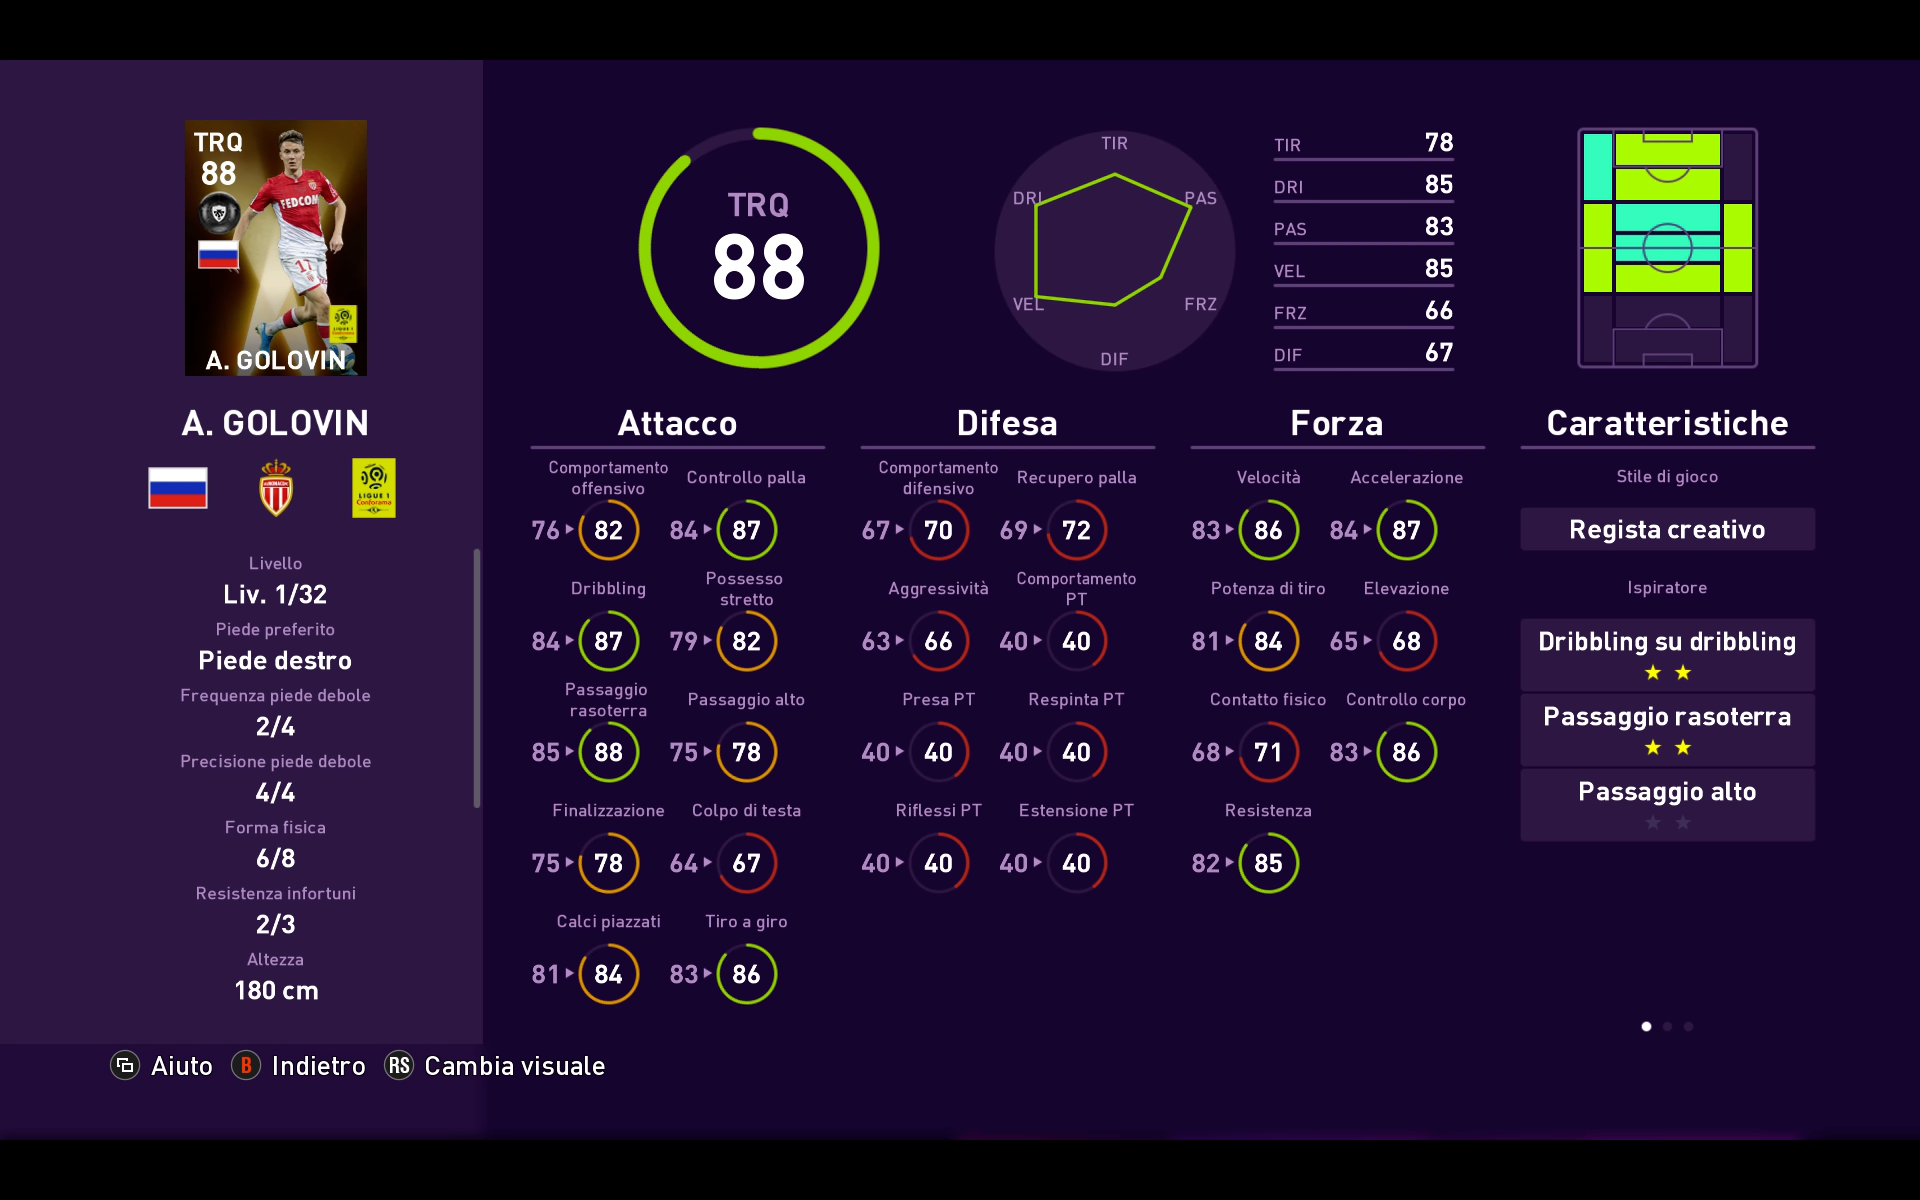 TRQ
88
FEDCOM
17
LIGUE 1
Conforama
A. GOLOVIN
A. GOLOVIN
LIGUE 1
Conforama
Livello
Liv. 1/32
Piede preferito
Piede destro
Frequenza piede debole
2/4
Precisione piede debole
4/4
Forma fisica
6/8
Resistenza infortuni
2/3
Altezza
180 cm
TRQ
88
TIR
DRI
PAS
VEL
FRZ
DIF
TIR 78
DRI 85
PAS 83
VEL 85
FRZ 66
DIF 67
Attacco
Comportamento
offensivo
Controllo palla
76 82
84 87
Dribbling
Possesso
stretto
84 87
79 82
Passaggio
rasoterra
Passaggio alto
85 88
75 78
Finalizzazione
Colpo di testa
75 78
64 67
Calci piazzati
Tiro a giro
81 84
83 86
Difesa
Comportamento
difensivo
Recupero palla
67 70
69 72
Aggressività
Comportamento
PT
63 66
40 40
Presa PT
Respinta PT
40 40
40 40
Riflessi PT
Estensione PT
40 40
40 40
Forza
Velocità
Accelerazione
83 86
84 87
Potenza di tiro
Elevazione
81 84
65 68
Contatto fisico
Controllo corpo
68 71
83 86
Resistenza
82 85
Caratteristiche
Stile di gioco
Regista creativo
Ispiratore
Dribbling su dribbling
Passaggio rasoterra
Passaggio alto
Aiuto
B Indietro
RS Cambia visuale